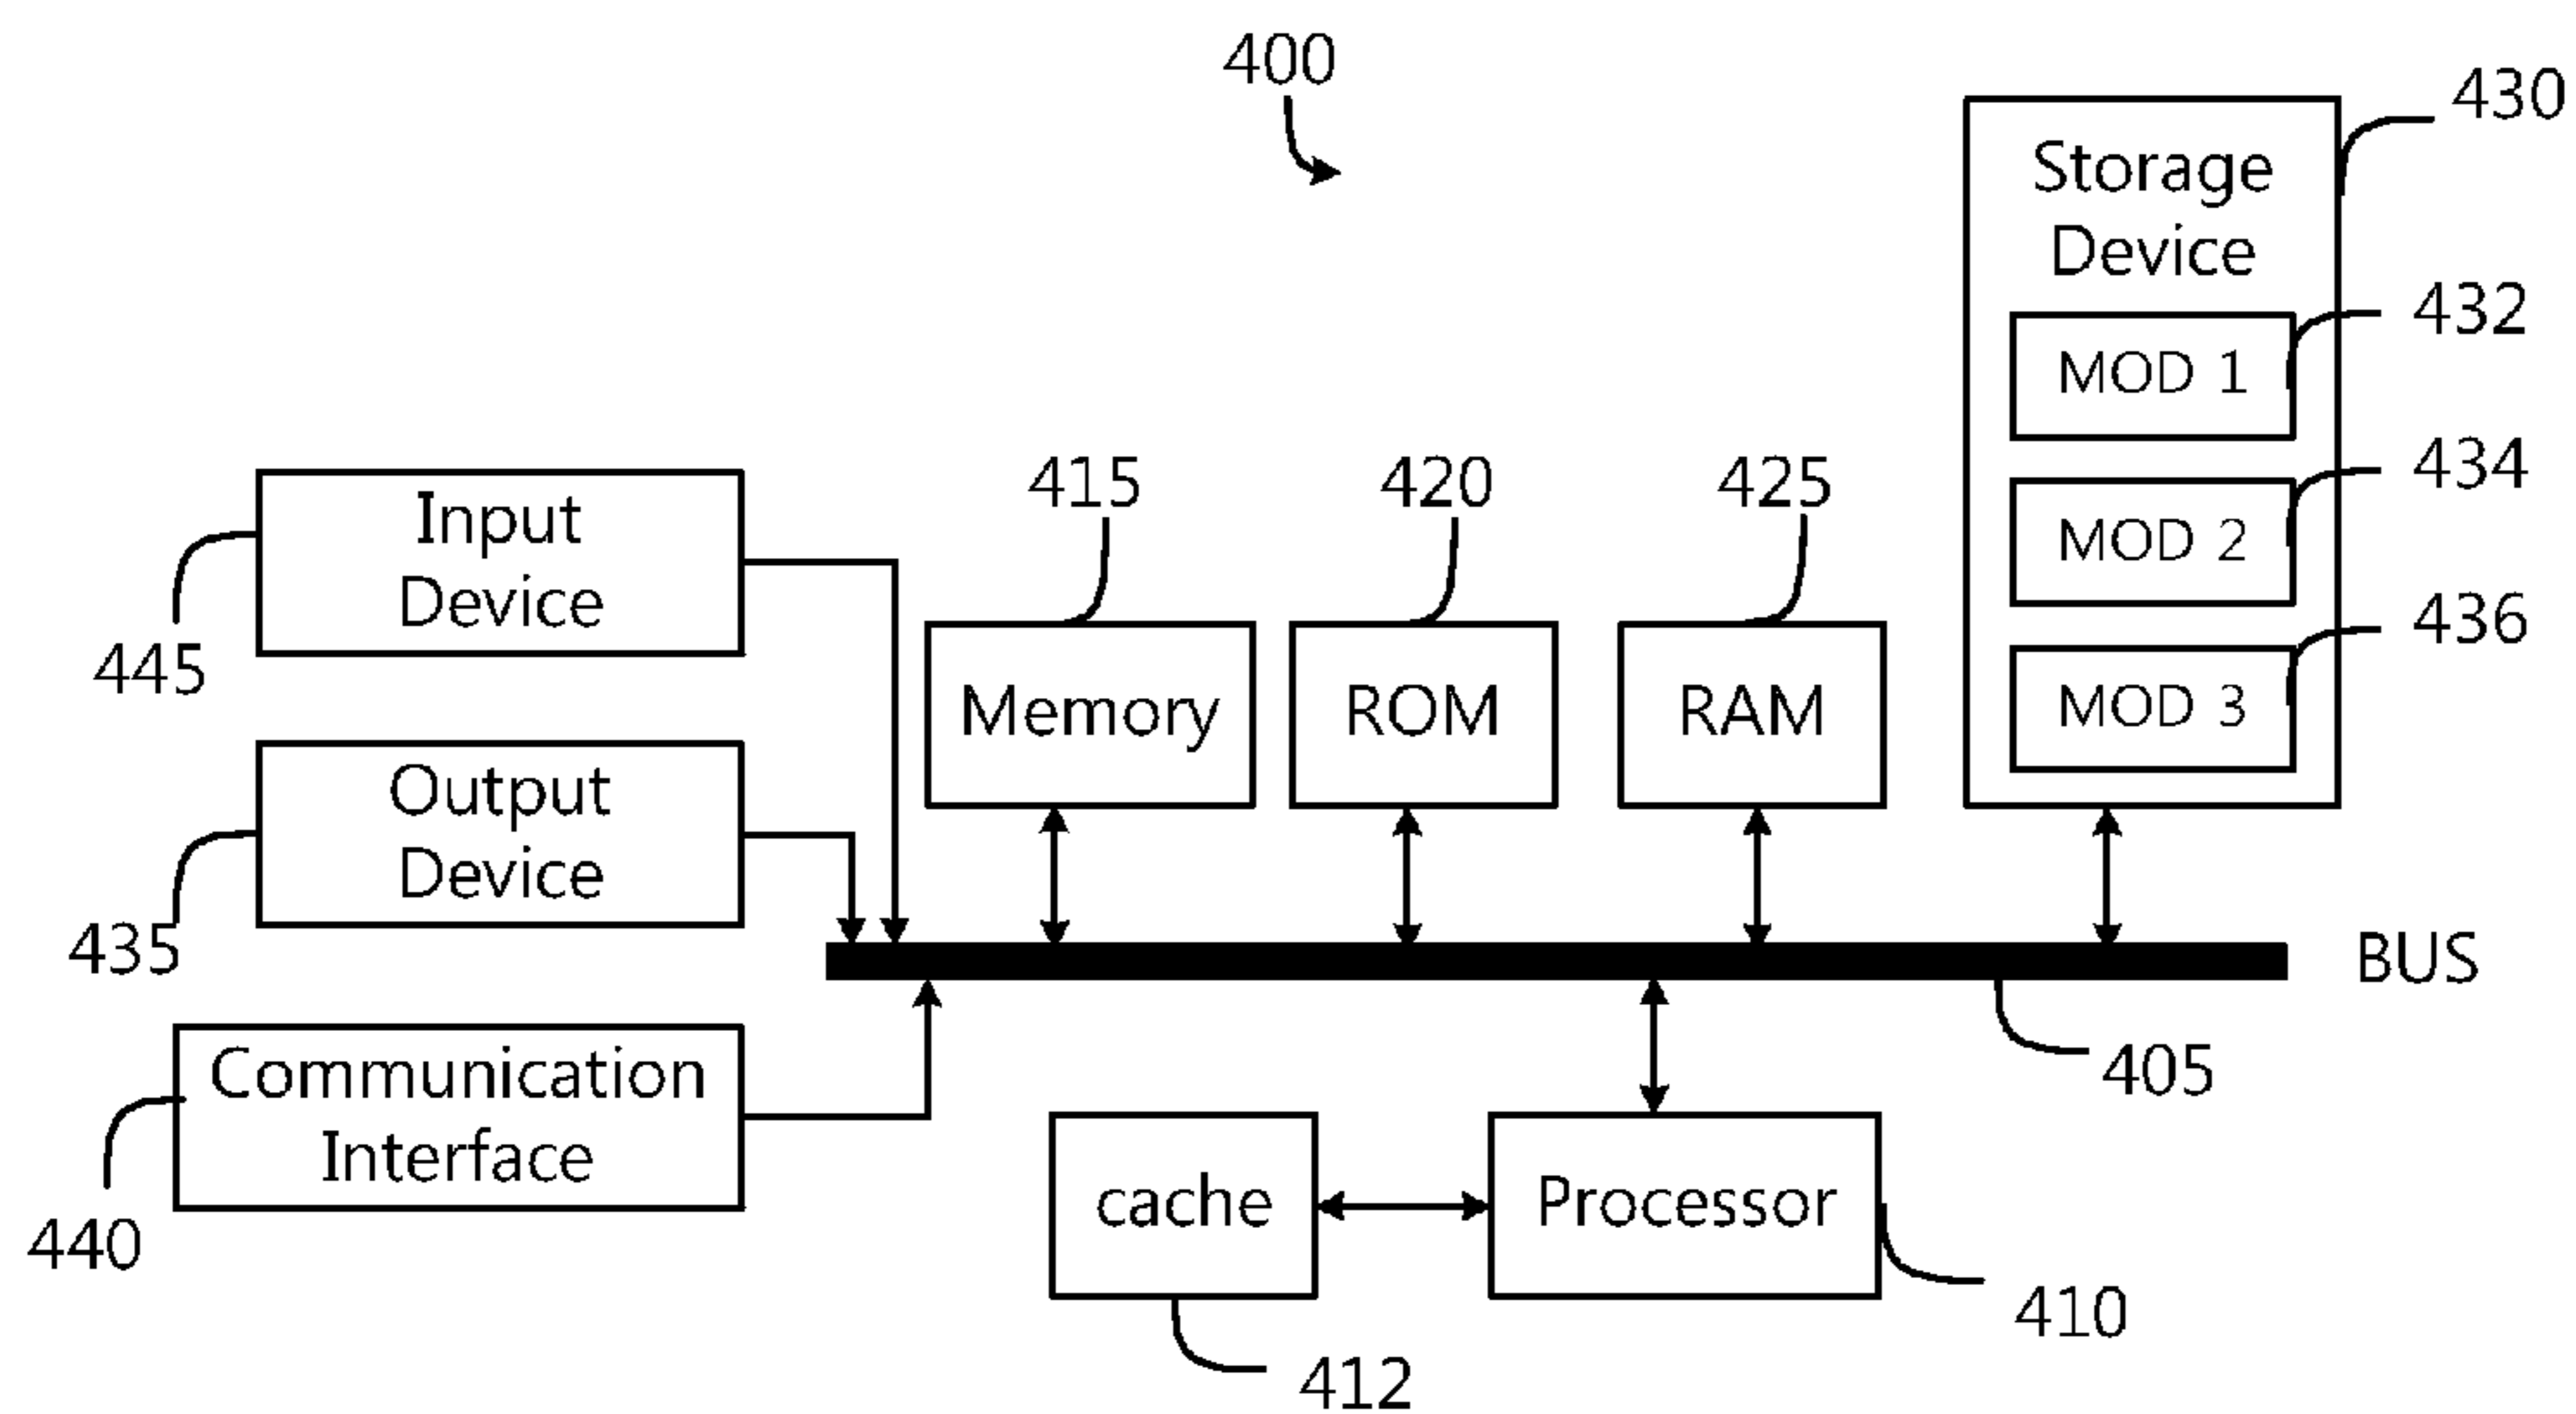 400
430
Storage
Device
432
MOD 1
434
MOD 2
436
MOD 3
415
420
425
Input
Device
445
Memory
ROM
RAM
Output
Device
435
BUS
405
Communication
Interface
440
cache
Processor
410
412